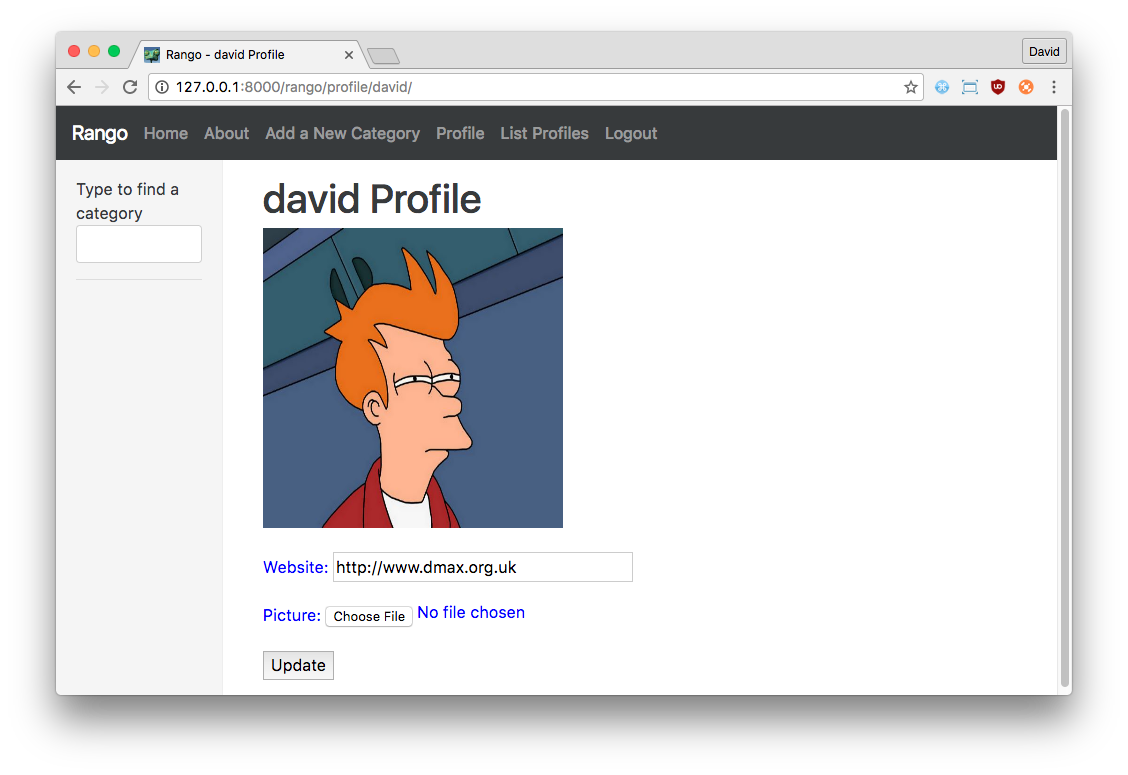 Rango - david Profile
David
127.0.0.1:8000/rango/profile/david/
Rango Home About Add a New Category Profile List Profiles Logout
Type to find a
category
david Profile
Website: http://www.dmax.org.uk
Picture: Choose File No file chosen
Update